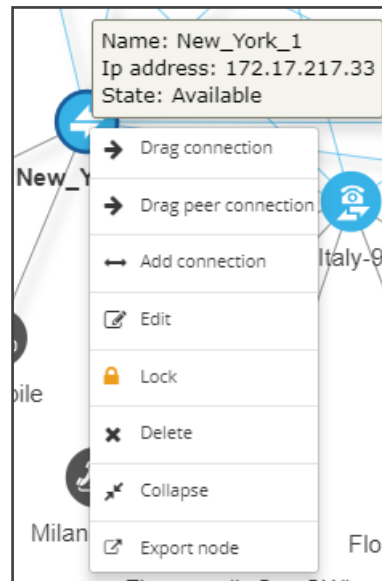 Name: New_York_1
Ip address: 172.17.217.33
State: Available
Drag connection
New_Y
Drag peer connection
Add connection
Italy-9
Edit
Lock
bile
Delete
Collapse
Milan
Export node
Flo